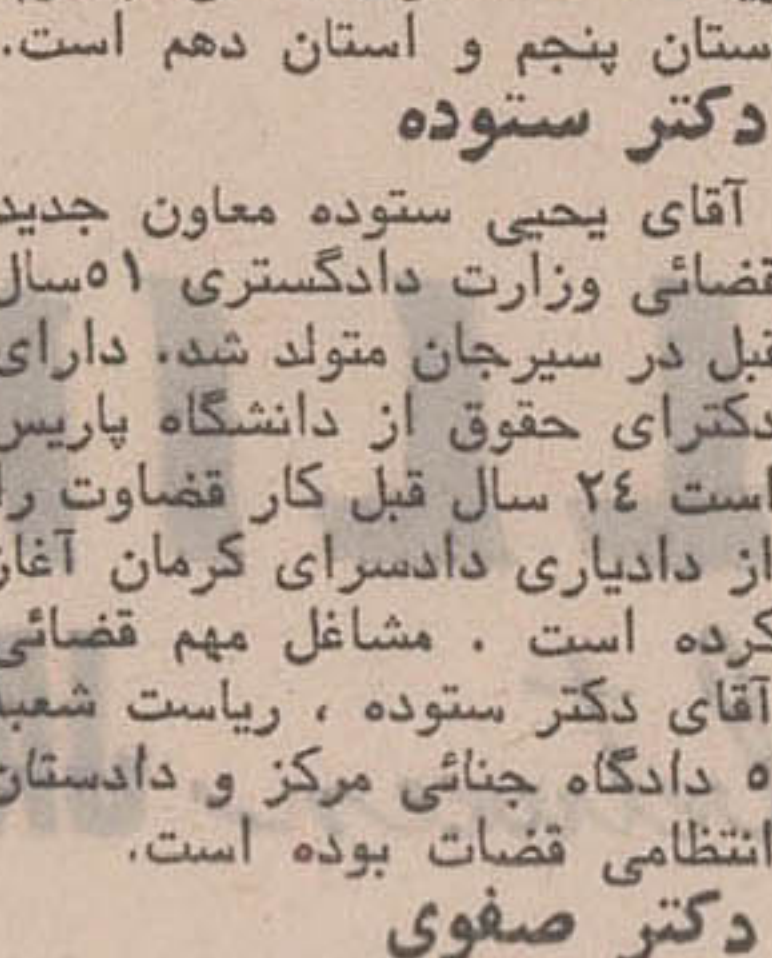 ستان پنجم و استان دهم است.
دکتر ستوده
آقای یحیی ستوده معاون جدید
قضائی وزارت دادگستری ۵۱سال
قبل در سیرجان متولد شد. دارای
دکترای حقوق از دانشگاه پاریس
است ۲٤ سال قبل کار قضاوت را
از دادیاری دادسرای کرمان آغاز
کرده است . مشاغل مهم قضائی
آقای دکتر ستوده ، ریاست شعبه
۵ دادگاه جنائی مرکز و دادستان
انتظامی قضات بوده است.
دکتر صفوی